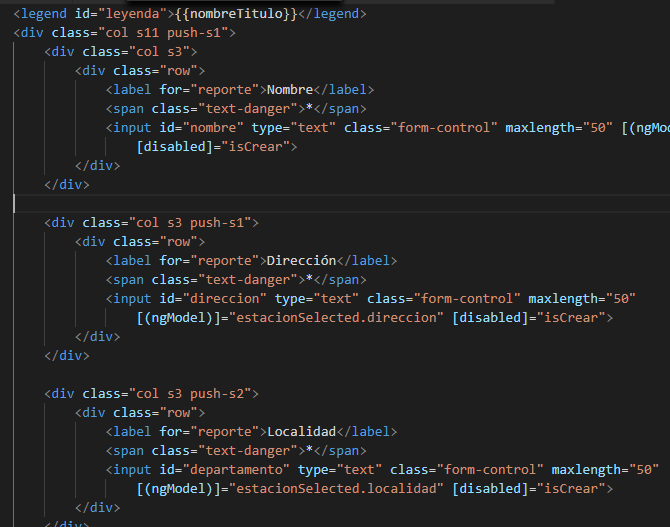 <legend id="leyenda">{{nombreTitulo}}</legend>
<div class="col s11 push-s1">
<div class="col s3">
<div class="row">
<label for="reporte">Nombre</label>
<span class="text-danger">*</span>
<input id="nombre" type="text" class="form-control" maxlength="50" [(ngMo
[disabled]="isCrear">
</div>
</div>
<div class="col s3 push-s1">
<div class="row">
<label for="reporte">Dirección</label>
<span class="text-danger">*</span>
<input id="direccion" type="text" class="form-control" maxlength="50"
[(ngModel)]="estacionSelected.direccion" [disabled]="isCrear">
</div>
</div>
<div class="col s3 push-s2">
<div class="row">
<label for="reporte">Localidad</label>
<span class="text-danger">*</span>
<input id="departamento" type="text" class="form-control" maxlength="50"
[(ngModel)]="estacionSelected.localidad" [disabled]="isCrear">
</div>
</div>